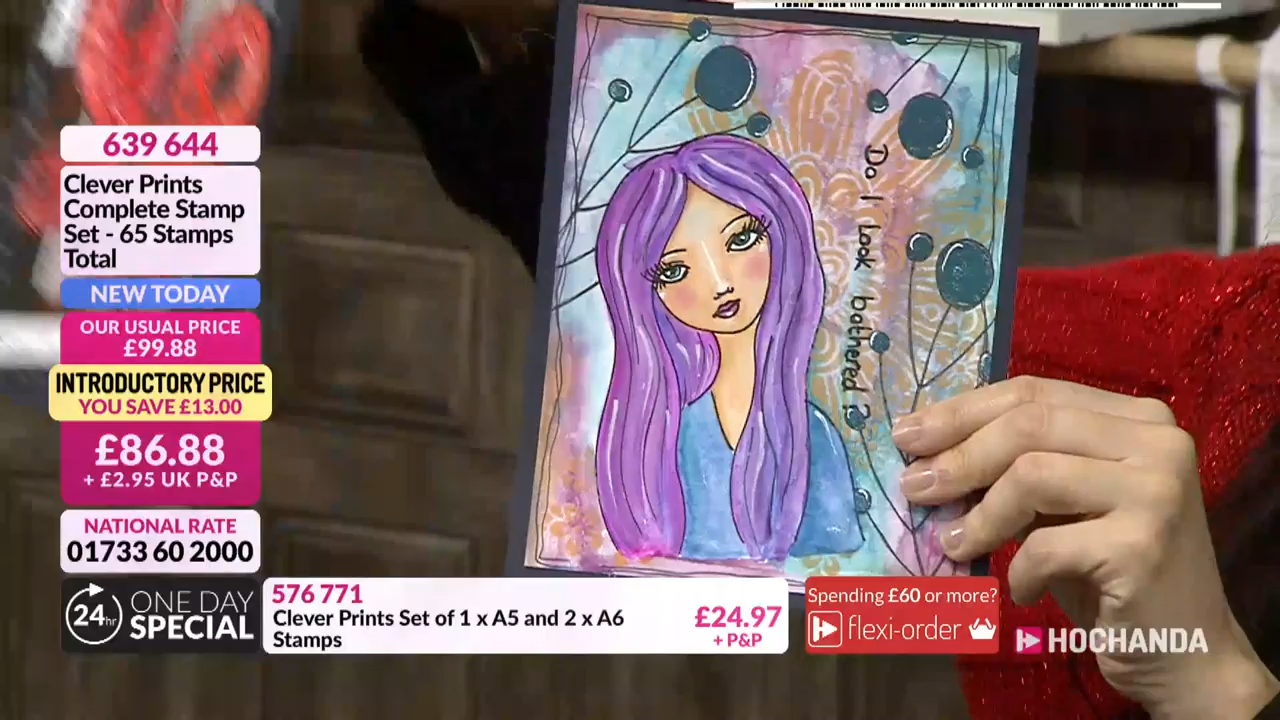 639 644
Clever Prints
Complete Stamp
Set - 65 Stamps
Total
NEW TODAY
OUR USUAL PRICE
£99.88
INTRODUCTORY PRICE
YOU SAVE £13.00
£86.88
+ £2.95 UK P&P
NATIONAL RATE
01733 60 2000
24hr
ONE DAY
SPECIAL
576 771
Clever Prints Set of 1 x A5 and 2 x A6
Stamps
£24.97
+ P&P
Spending £60 or more?
flexi-order
HOCHANDA
Do I look bothered?